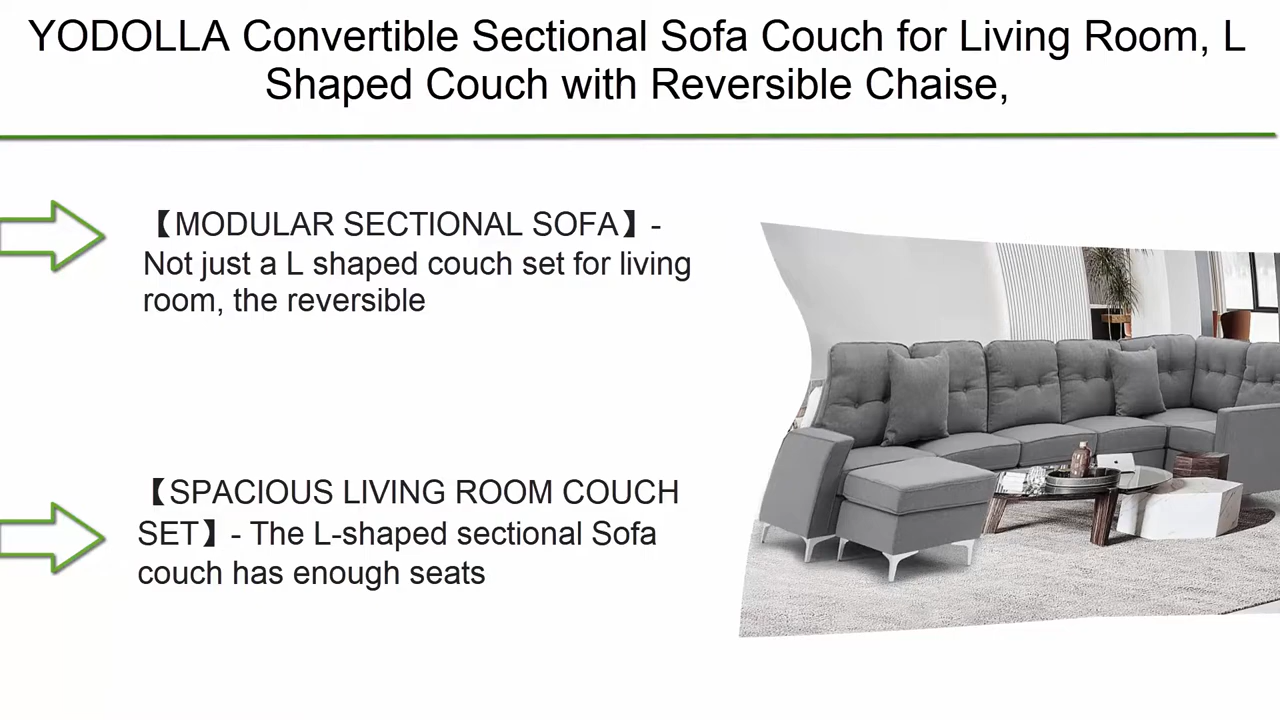 YODOLLA Convertible Sectional Sofa Couch for Living Room, L
Shaped Couch with Reversible Chaise,
【MODULAR SECTIONAL SOFA】-
Not just a L shaped couch set for living
room, the reversible
【SPACIOUS LIVING ROOM COUCH
SET】- The L-shaped sectional Sofa
couch has enough seats